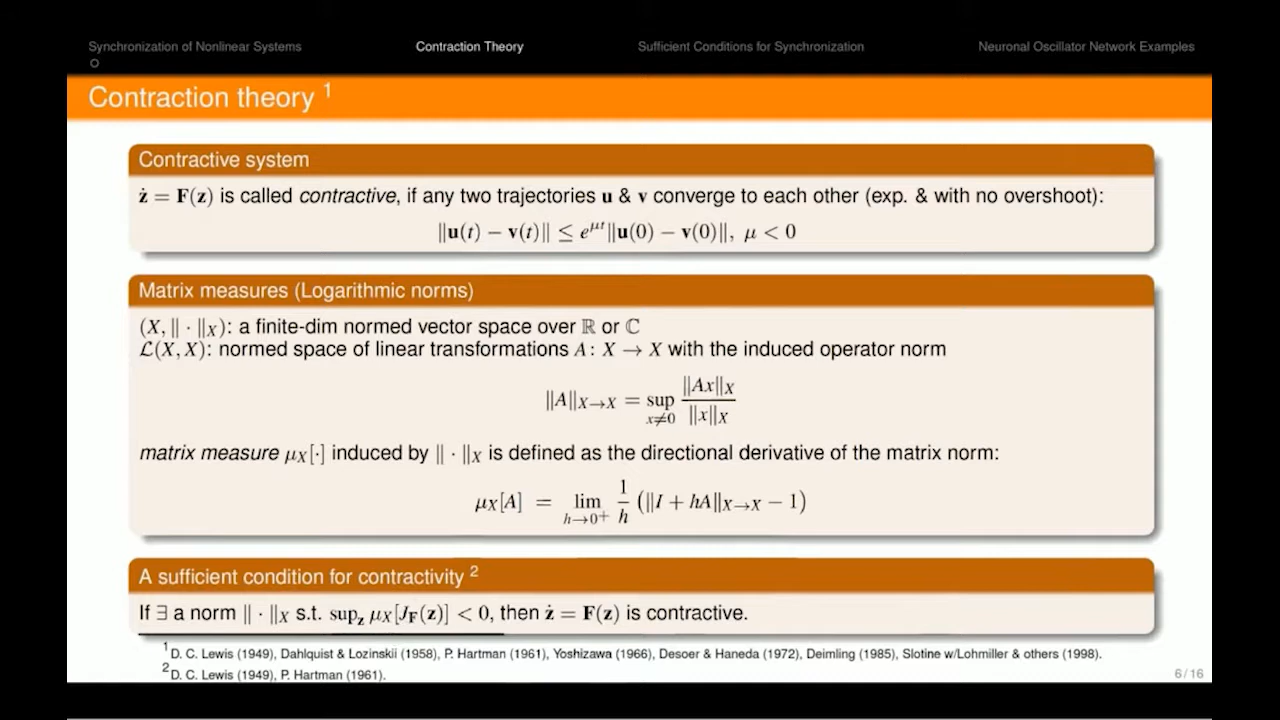 Synchronization of Nonlinear Systems
Contraction Theory
Sufficient Conditions for Synchronization
Neuronal Oscillator Network Examples
Contraction theory ¹
Contractive system
ż = F(z) is called contractive, if any two trajectories u & v converge to each other (exp. & with no overshoot):
‖u(t) − v(t)‖ ≤ e^{μt}‖u(0) − v(0)‖, μ < 0
Matrix measures (Logarithmic norms)
(X, ‖ · ‖_X): a finite-dim normed vector space over ℝ or ℂ
ℒ(X, X): normed space of linear transformations A: X → X with the induced operator norm
‖A‖_{X→X} = sup_{x≠0} ‖Ax‖_X / ‖x‖_X
matrix measure μ_X[·] induced by ‖ · ‖_X is defined as the directional derivative of the matrix norm:
μ_X[A] = lim_{h→0⁺} 1/h (‖I + hA‖_{X→X} − 1)
A sufficient condition for contractivity ²
If ∃ a norm ‖ · ‖_X s.t. sup_z μ_X[J_F(z)] < 0, then ż = F(z) is contractive.
¹D. C. Lewis (1949), Dahlquist & Lozinskii (1958), P. Hartman (1961), Yoshizawa (1966), Desoer & Haneda (1972), Deimling (1985), Slotine w/Lohmiller & others (1998).
²D. C. Lewis (1949), P. Hartman (1961).
6 / 16